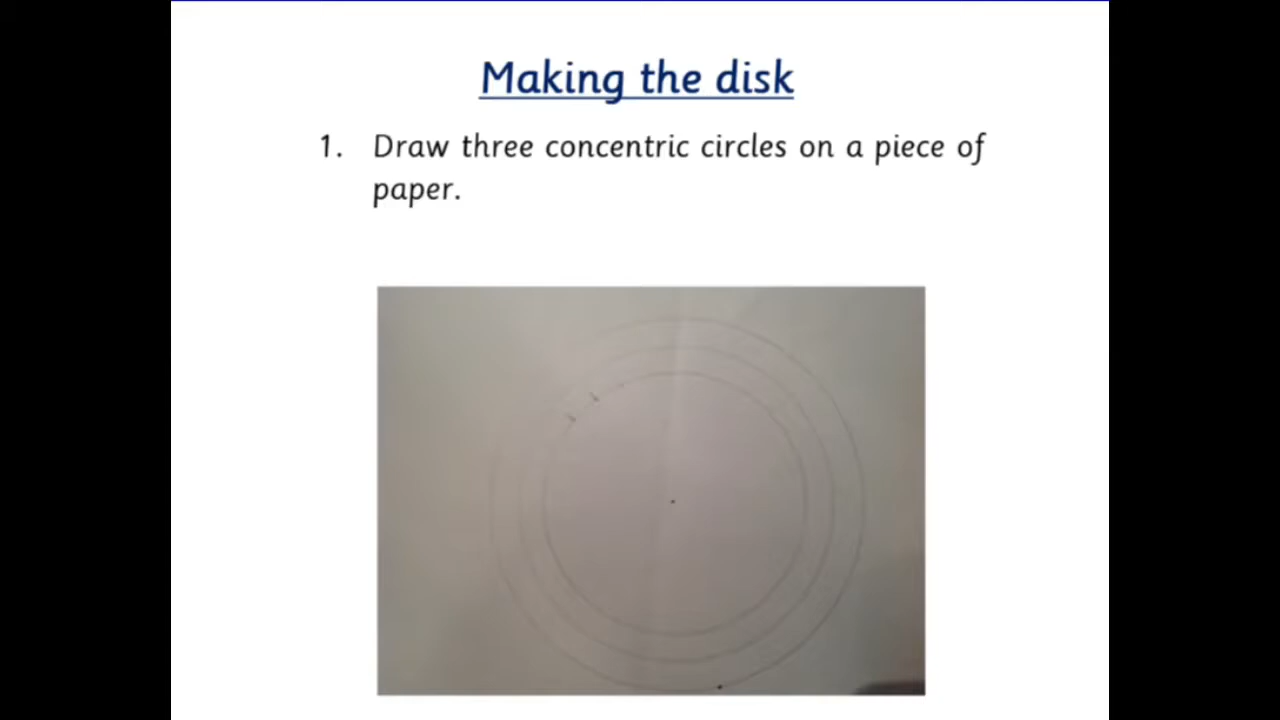 Making the disk
1. Draw three concentric circles on a piece of
paper.